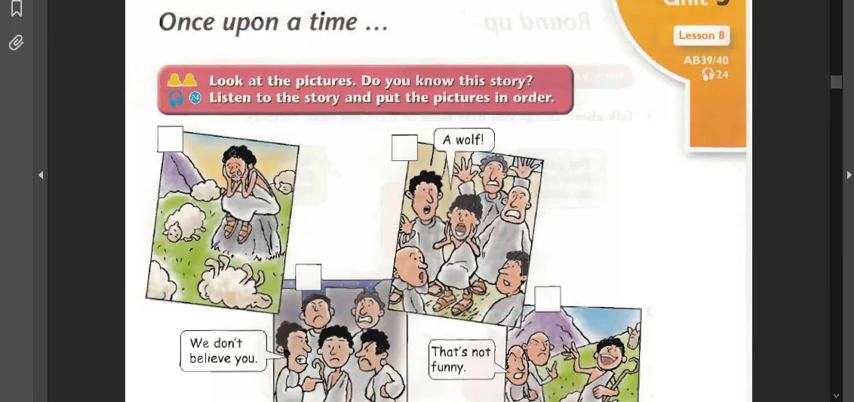 Once upon a time …
Lesson 8
AB39/40
24
Look at the pictures. Do you know this story?
24 Listen to the story and put the pictures in order.
A wolf!
We don't
believe you.
That's not
funny.